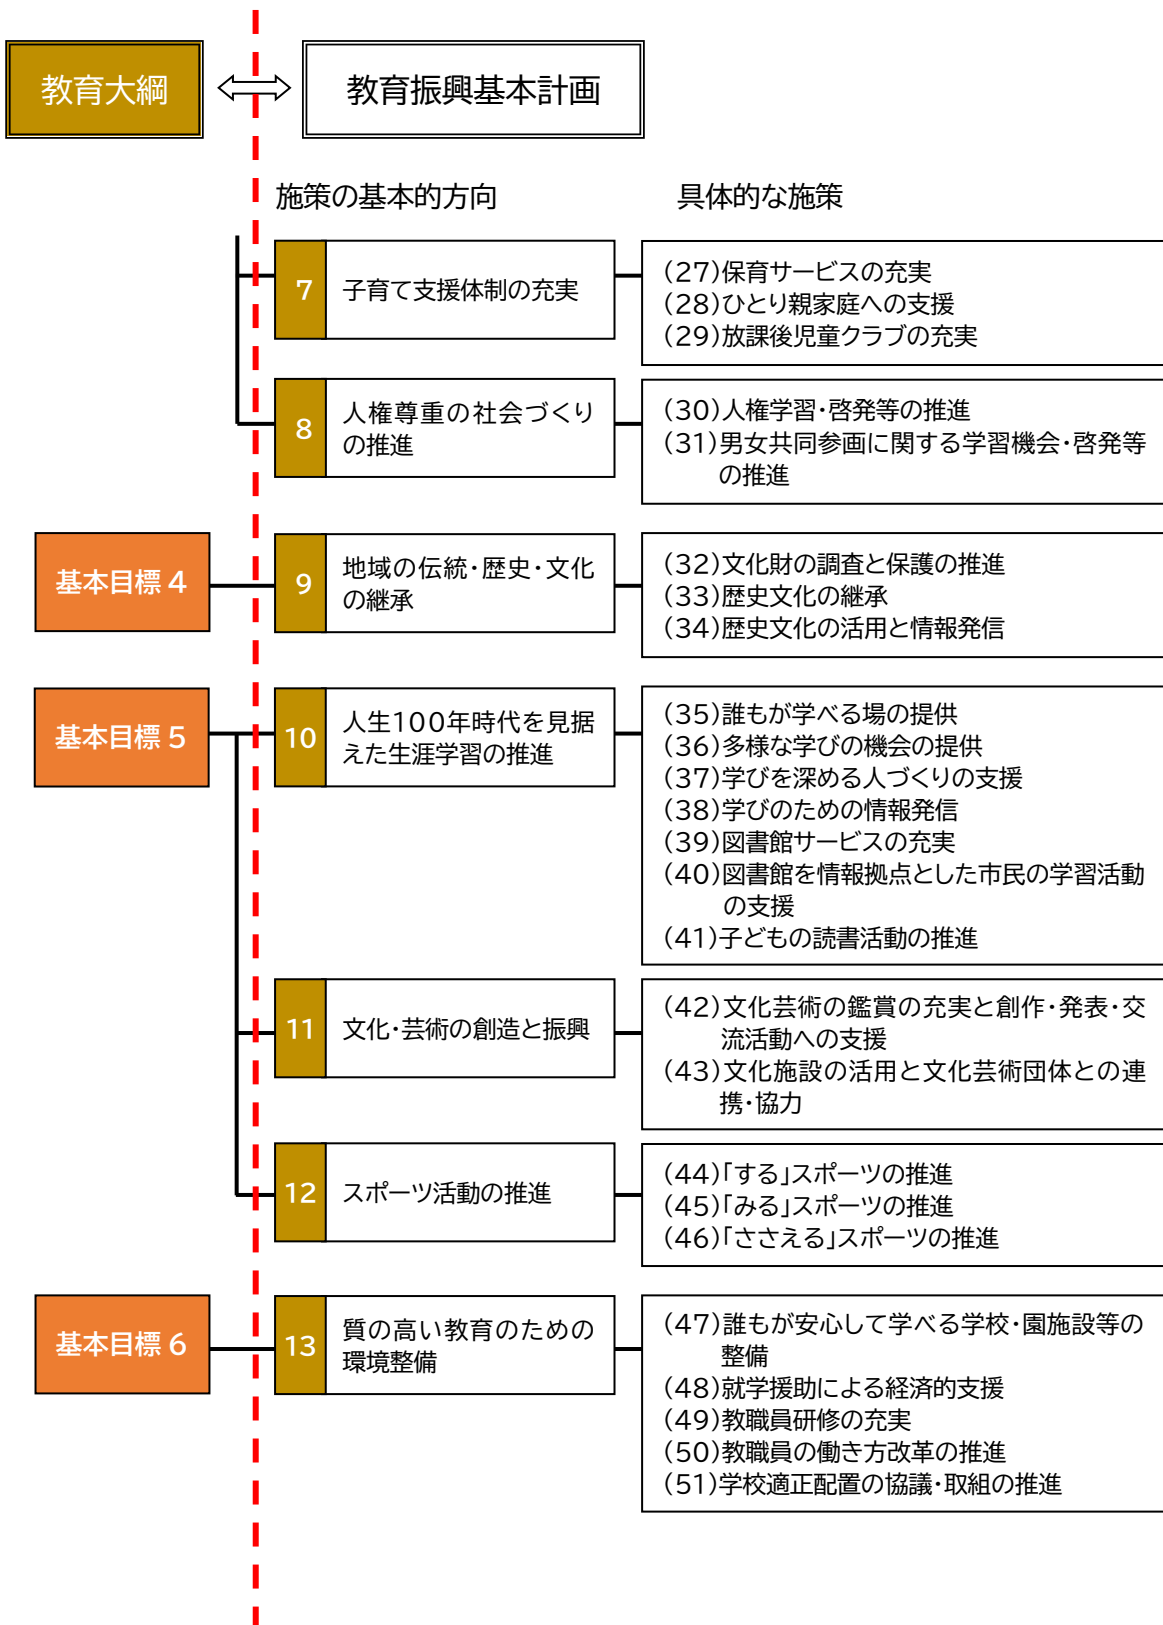 教育大綱
教育振興基本計画
施策の基本的方向
具体的な施策
7
子育て支援体制の充実
(27)保育サービスの充実
(28)ひとり親家庭への支援
(29)放課後児童クラブの充実
8
人権尊重の社会づくり
の推進
(30)人権学習・啓発等の推進
(31)男女共同参画に関する学習機会・啓発等
の推進
基本目標 4
9
地域の伝統・歴史・文化
の継承
(32)文化財の調査と保護の推進
(33)歴史文化の継承
(34)歴史文化の活用と情報発信
基本目標 5
10
人生100年時代を見据
えた生涯学習の推進
(35)誰もが学べる場の提供
(36)多様な学びの機会の提供
(37)学びを深める人づくりの支援
(38)学びのための情報発信
(39)図書館サービスの充実
(40)図書館を情報拠点とした市民の学習活動
の支援
(41)子どもの読書活動の推進
11
文化・芸術の創造と振興
(42)文化芸術の鑑賞の充実と創作・発表・交
流活動への支援
(43)文化施設の活用と文化芸術団体との連
携・協力
12
スポーツ活動の推進
(44)「する」スポーツの推進
(45)「みる」スポーツの推進
(46)「ささえる」スポーツの推進
基本目標 6
13
質の高い教育のための
環境整備
(47)誰もが安心して学べる学校・園施設等の
整備
(48)就学援助による経済的支援
(49)教職員研修の充実
(50)教職員の働き方改革の推進
(51)学校適正配置の協議・取組の推進